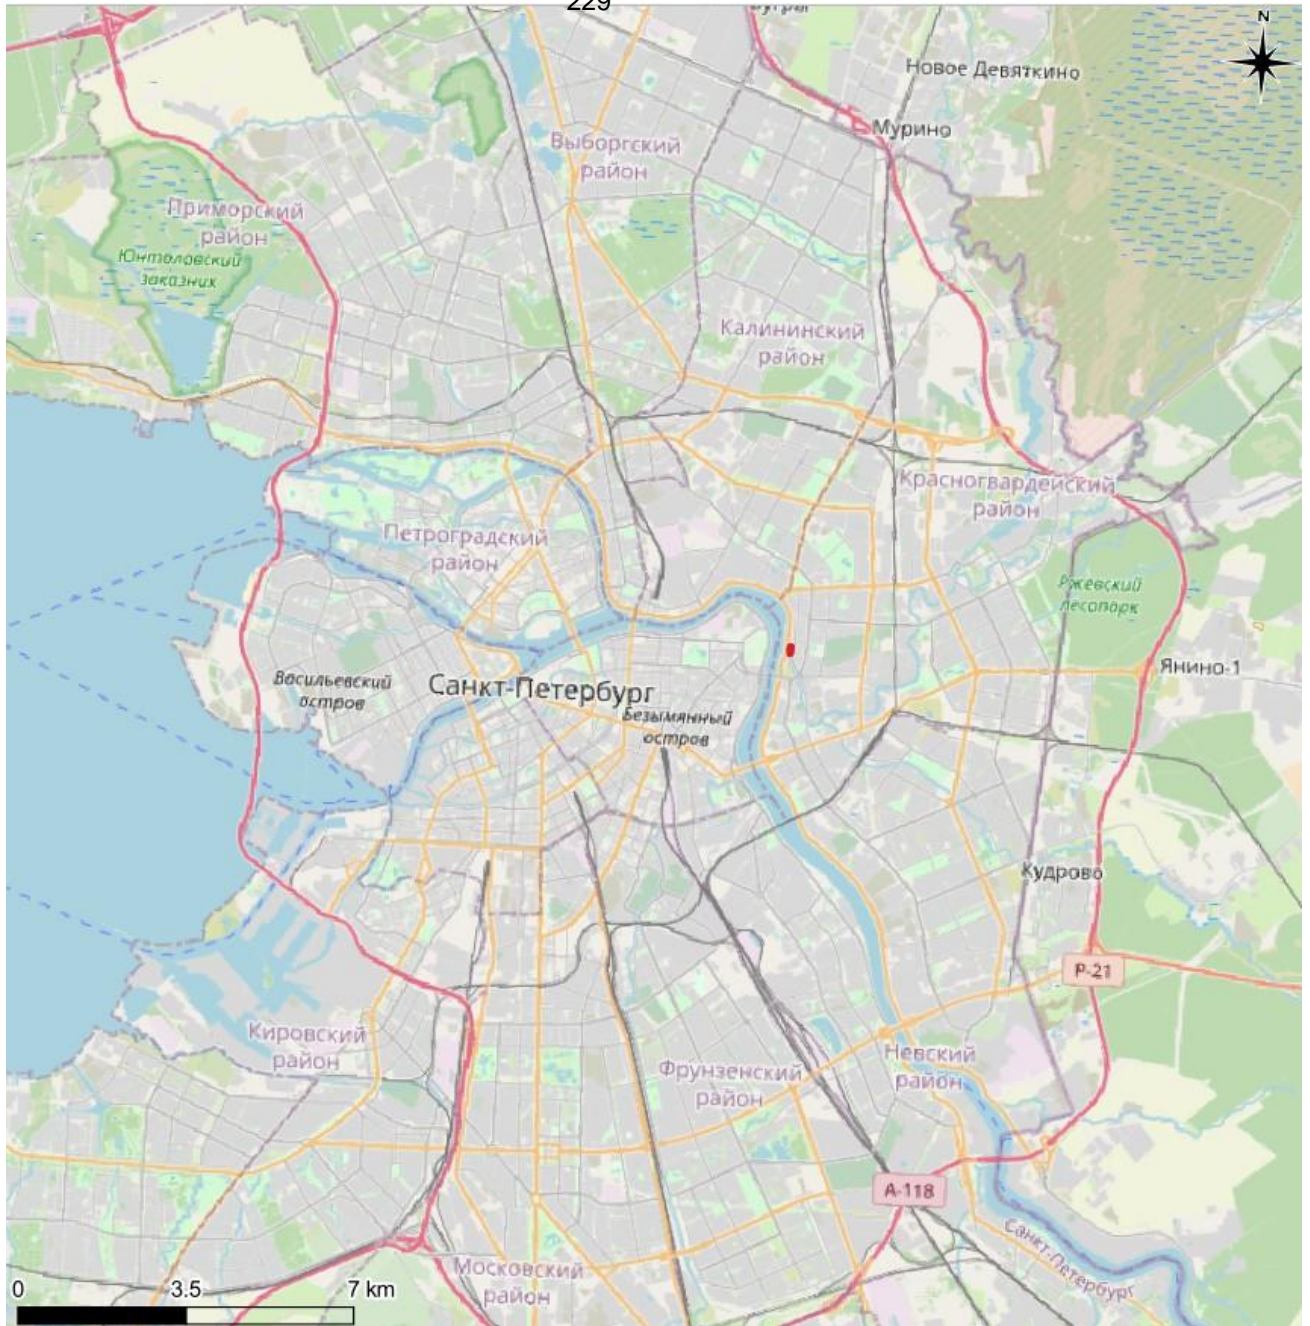 229
N
Новое Девяткино
Мурино
Выборгский
район
Приморский
район
Юнтоловский
заказник
Калининский
район
Красногвардейский
район
Петроградский
район
Ржевский
лесопарк
Янино-1
Васильевский
остров
Санкт-Петербург
Безымянный
остров
Кудрово
Р-21
Кировский
район
Фрунзенский
район
Невский
район
А-118
Санкт-Петербург
Московский
район
0 3.5 7 km